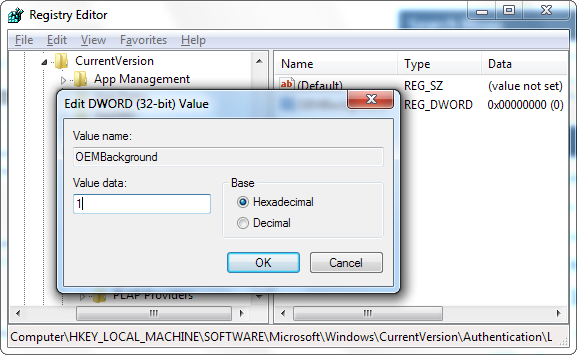 Registry Editor
File Edit View Favorites Help
CurrentVersion
App Management
Name Type Data
(Default) REG_SZ (value not set)
REG_DWORD 0x00000000 (0)
Edit DWORD (32-bit) Value
Value name:
OEMBackground
Value data:
1
Base
Hexadecimal
Decimal
OK Cancel
PLAP Providers
Computer\HKEY_LOCAL_MACHINE\SOFTWARE\Microsoft\Windows\CurrentVersion\Authentication\L